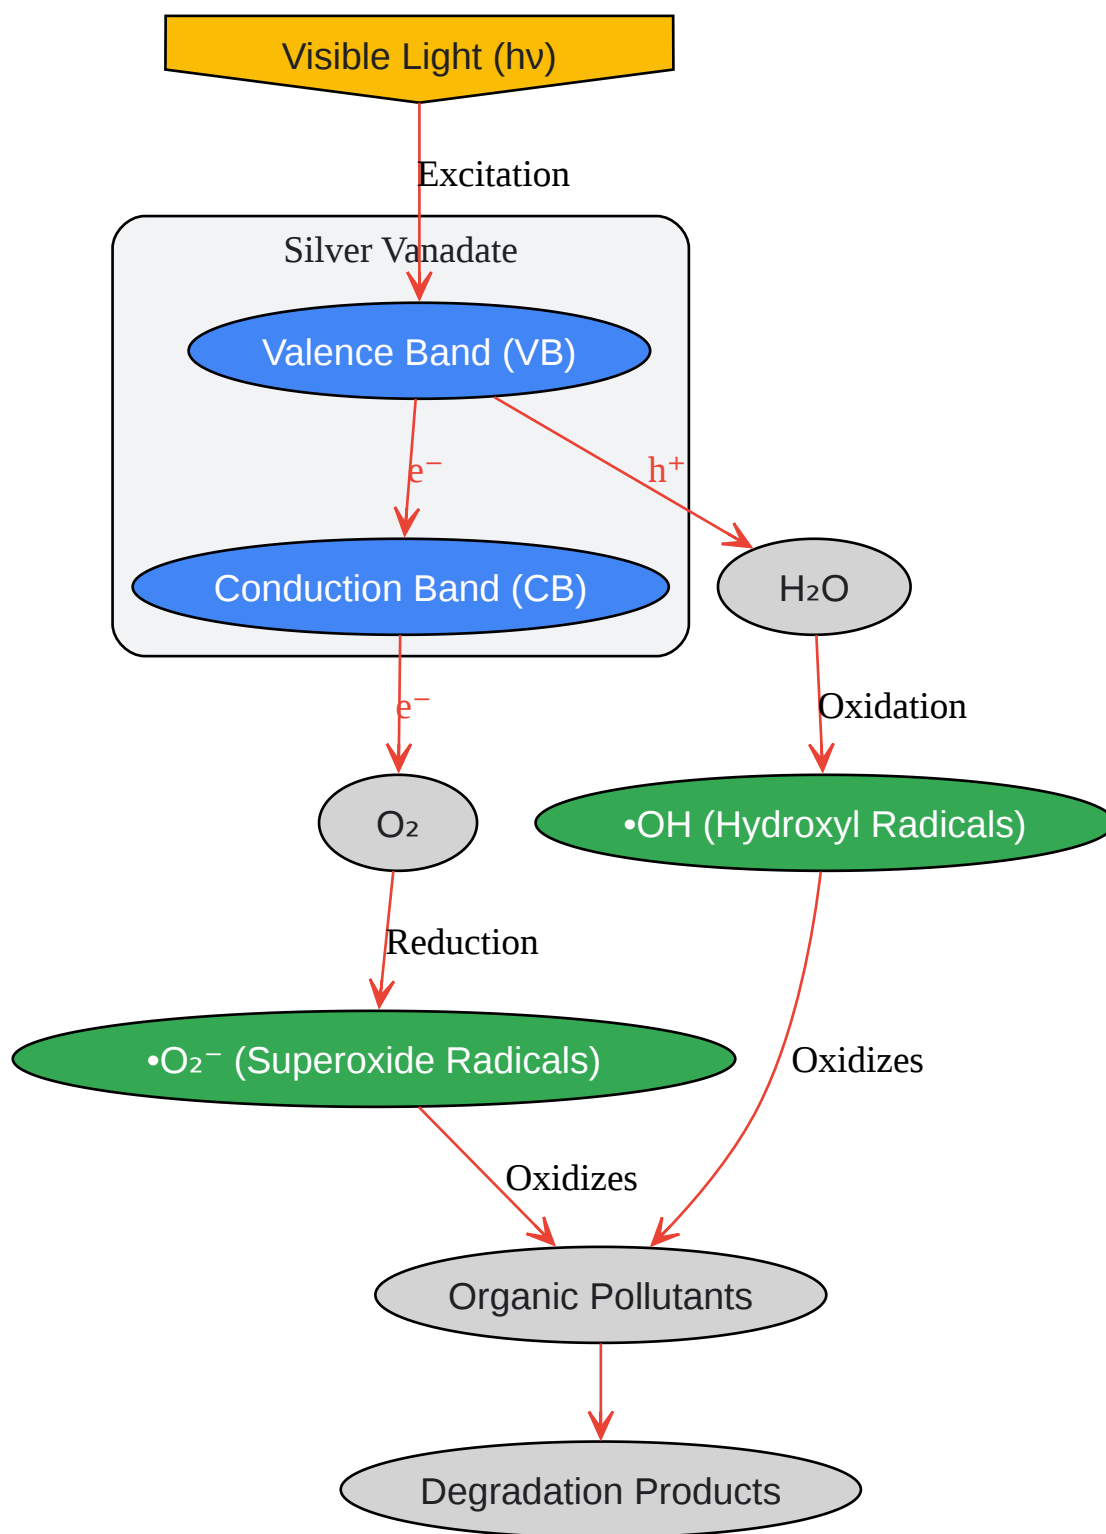 Visible Light (hν)
Excitation
Silver Vanadate
Valence Band (VB)
e⁻
h⁺
Conduction Band (CB)
H₂O
e⁻
Oxidation
O₂
•OH (Hydroxyl Radicals)
Reduction
•O₂⁻ (Superoxide Radicals)
Oxidizes
Oxidizes
Organic Pollutants
Degradation Products